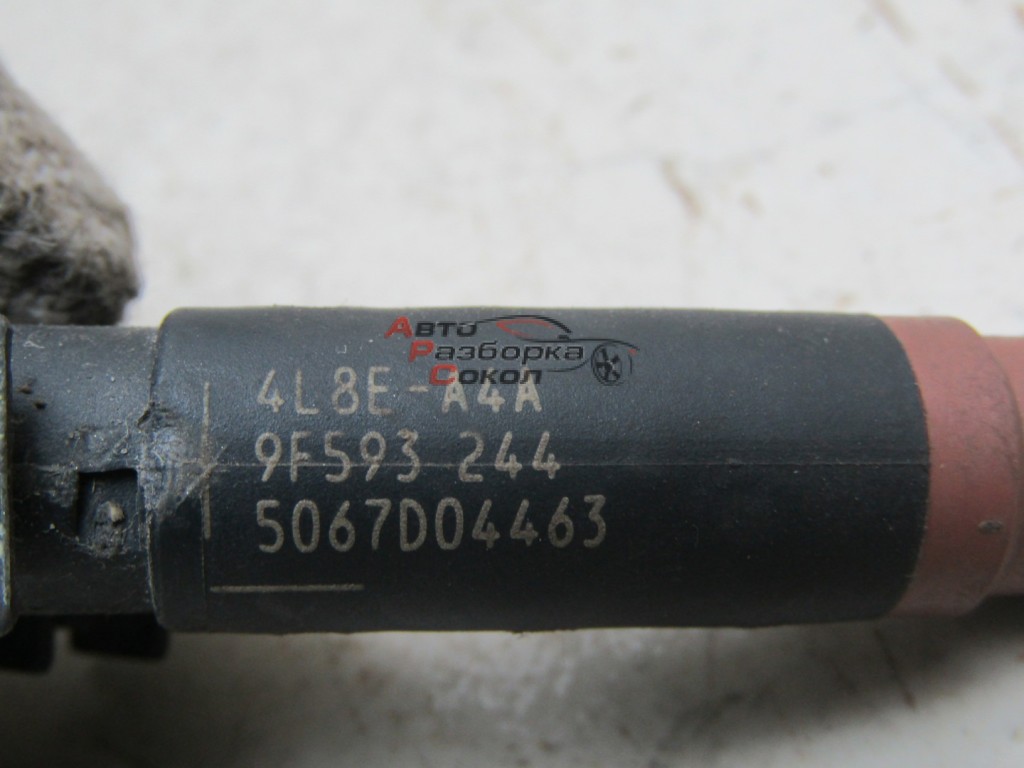 Авто
Разборка
Сокол
4L8E-A4A
9F593 244
5067D04463